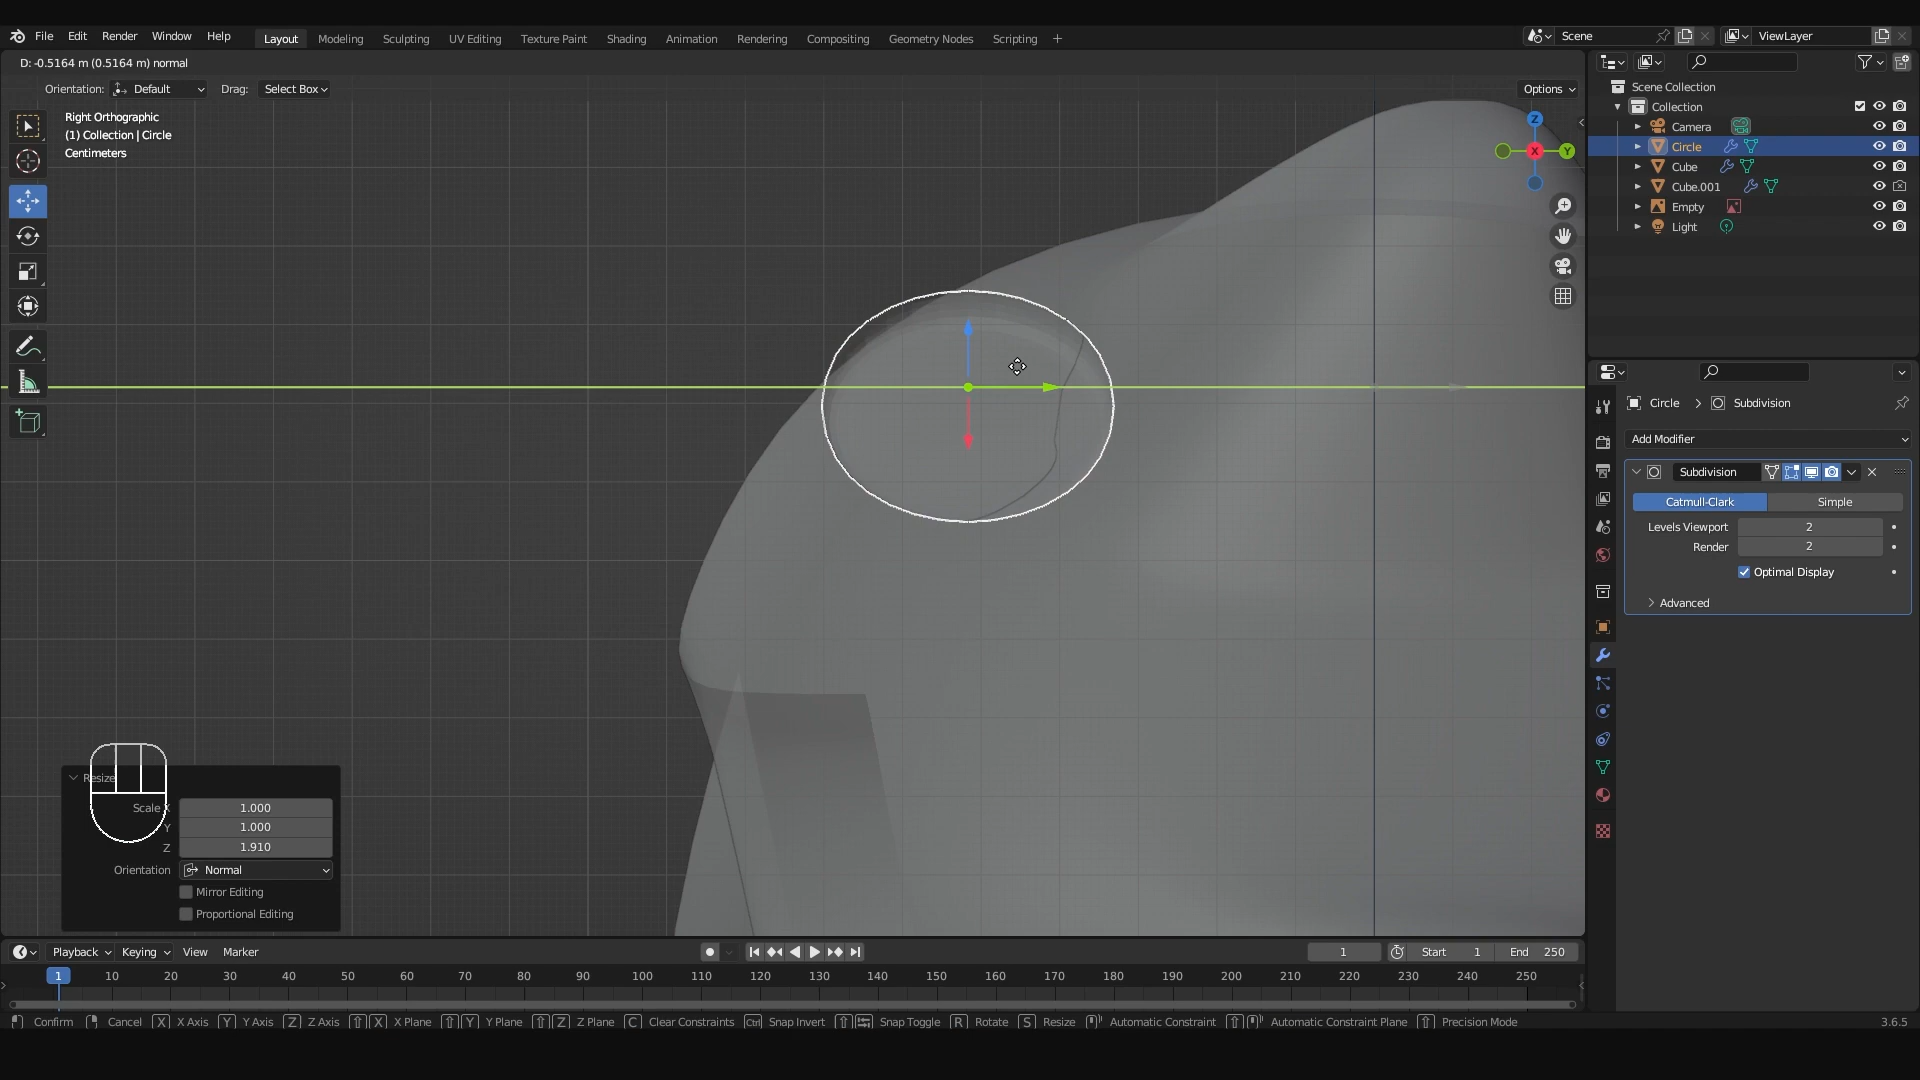 File Edit Render Window Help Layout Modeling Sculpting UV Editing Texture Paint Shading Animation Rendering Compositing Geometry Nodes Scripting + Scene ViewLayer
D: -0.5164 m (0.5164 m) normal
Orientation: Default Drag: Select Box Options
Right Orthographic
(1) Collection | Circle
Centimeters
Z
X
Y
Scene Collection
Collection
Camera
Circle
Cube
Cube.001
Empty
Light
Circle > Subdivision
Add Modifier
Subdivision
Catmull-Clark Simple
Levels Viewport 2
Render 2
Optimal Display
Advanced
Resize
Scale X 1.000
Y 1.000
Z 1.910
Orientation Normal
Mirror Editing
Proportional Editing
Playback Keying View Marker 1 Start 1 End 250
1 10 20 30 40 50 60 70 80 90 100 110 120 130 140 150 160 170 180 190 200 210 220 230 240 250
Confirm Cancel X X Axis Y Y Axis Z Z Axis X X Plane Y Y Plane Z Z Plane C Clear Constraints Ctrl Snap Invert Snap Toggle R Rotate S Resize Automatic Constraint Automatic Constraint Plane Precision Mode 3.6.5